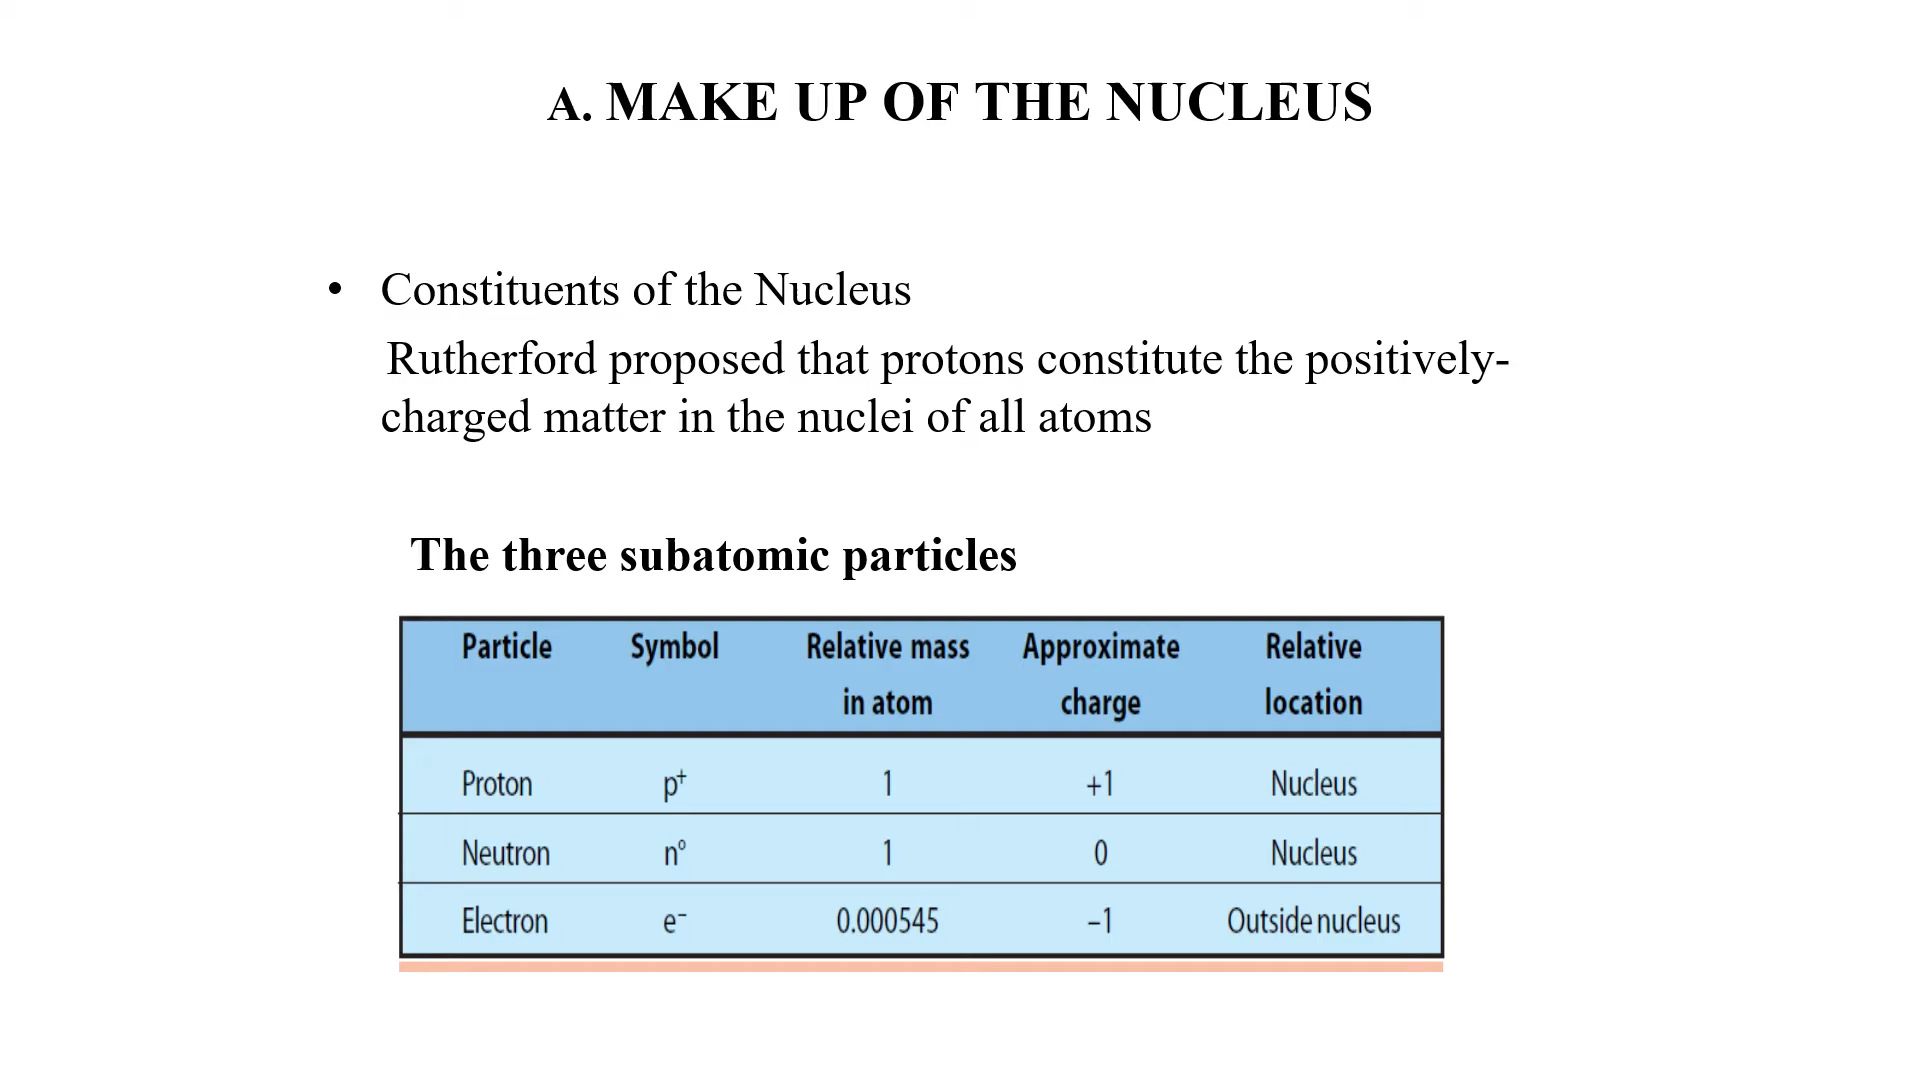 A. MAKE UP OF THE NUCLEUS
• Constituents of the Nucleus
Rutherford proposed that protons constitute the positively-
charged matter in the nuclei of all atoms
The three subatomic particles
Particle Symbol Relative mass Approximate Relative
in atom charge location
Proton p⁺ 1 +1 Nucleus
Neutron n° 1 0 Nucleus
Electron e⁻ 0.000545 –1 Outside nucleus